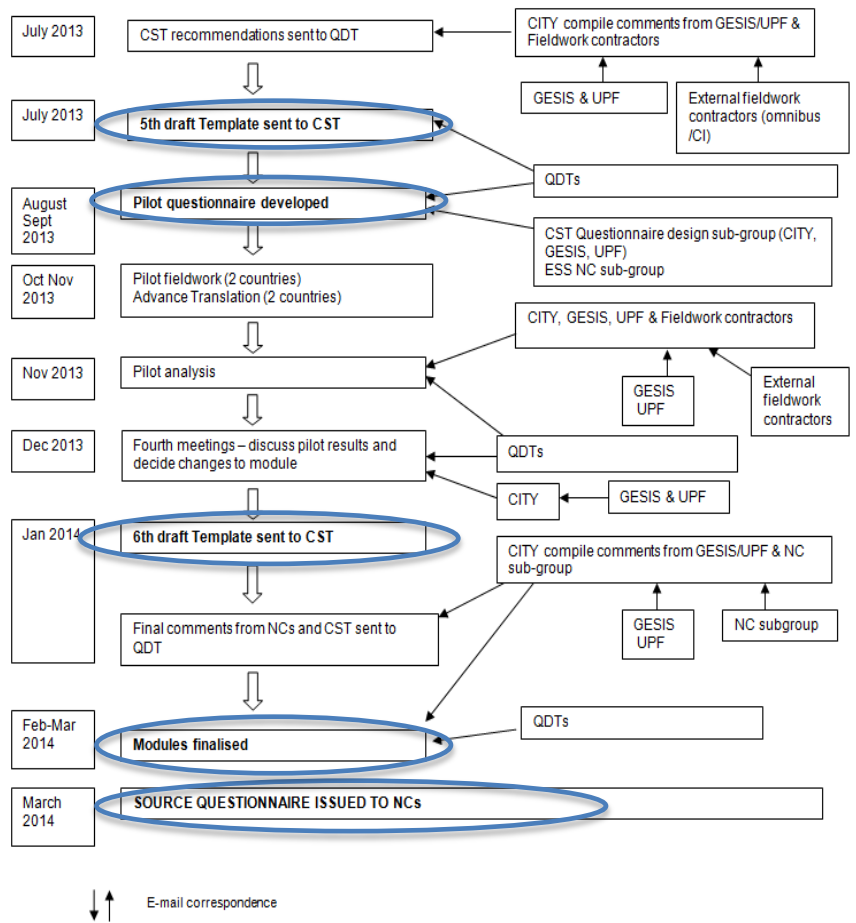 July 2013
CST recommendations sent to QDT
CITY compile comments from GESIS/UPF &
Fieldwork contractors
GESIS & UPF
External fieldwork
contractors (omnibus
/CI)
July 2013
5th draft Template sent to CST
QDTs
August
Sept
2013
Pilot questionnaire developed
CST Questionnaire design sub-group (CITY,
GESIS, UPF)
ESS NC sub-group
Oct Nov
2013
Pilot fieldwork (2 countries)
Advance Translation (2 countries)
CITY, GESIS, UPF & Fieldwork contractors
Nov 2013
Pilot analysis
GESIS
UPF
External
fieldwork
contractors
Dec 2013
Fourth meetings – discuss pilot results and
decide changes to module
QDTs
CITY
GESIS & UPF
Jan 2014
6th draft Template sent to CST
CITY compile comments from GESIS/UPF & NC
sub-group
Final comments from NCs and CST sent to
QDT
GESIS
UPF
NC subgroup
Feb-Mar
2014
Modules finalised
QDTs
March
2014
SOURCE QUESTIONNAIRE ISSUED TO NCs
E-mail correspondence